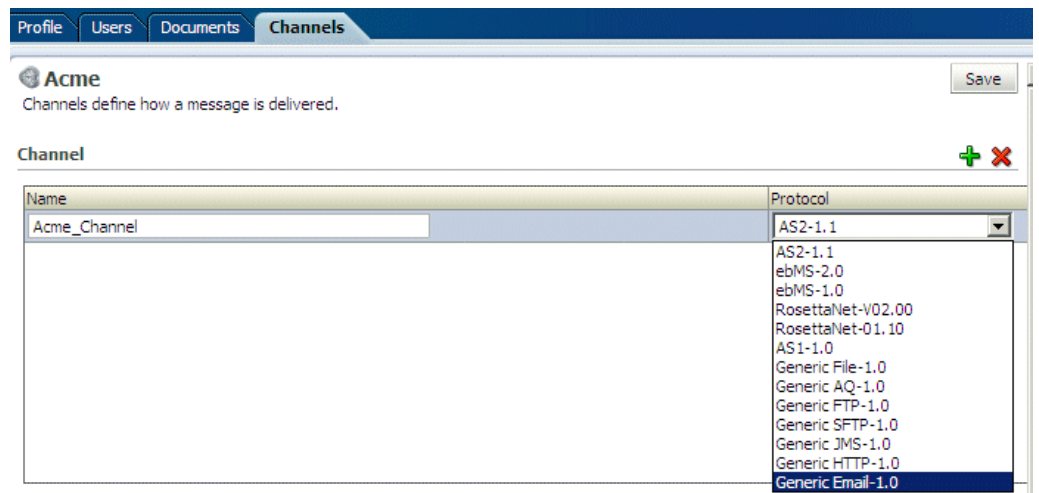 Profile Users Documents Channels
Acme Save
Channels define how a message is delivered.
Channel
Name Protocol
Acme_Channel AS2-1.1
AS2-1.1
ebMS-2.0
ebMS-1.0
RosettaNet-V02.00
RosettaNet-01.10
AS1-1.0
Generic File-1.0
Generic AQ-1.0
Generic FTP-1.0
Generic SFTP-1.0
Generic JMS-1.0
Generic HTTP-1.0
Generic Email-1.0